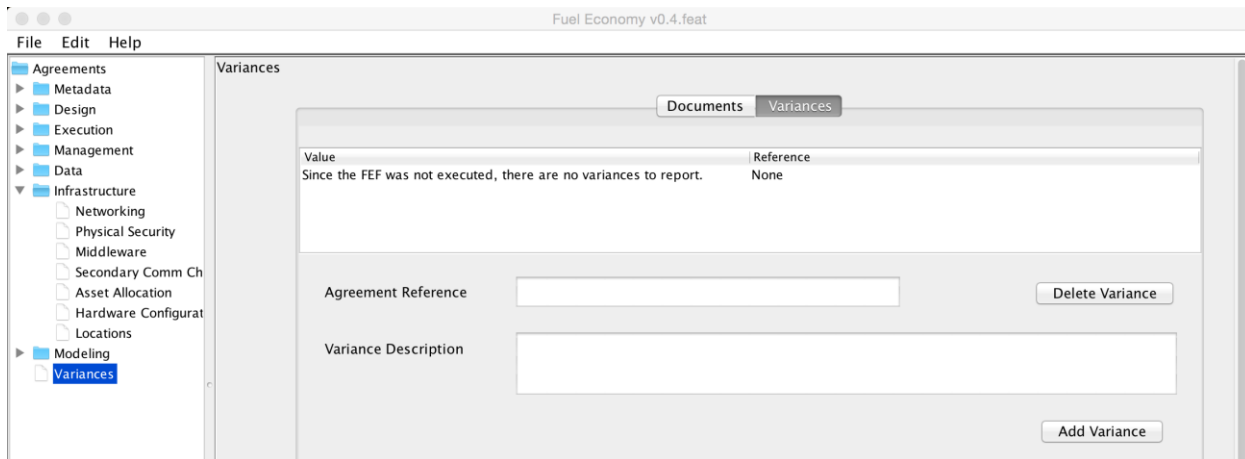 Fuel Economy v0.4.feat
File Edit Help
Agreements
Metadata
Design
Execution
Management
Data
Infrastructure
Networking
Physical Security
Middleware
Secondary Comm Ch
Asset Allocation
Hardware Configurat
Locations
Modeling
Variances
Variances
Documents Variances
Value Reference
Since the FEF was not executed, there are no variances to report. None
Agreement Reference Delete Variance
Variance Description
Add Variance